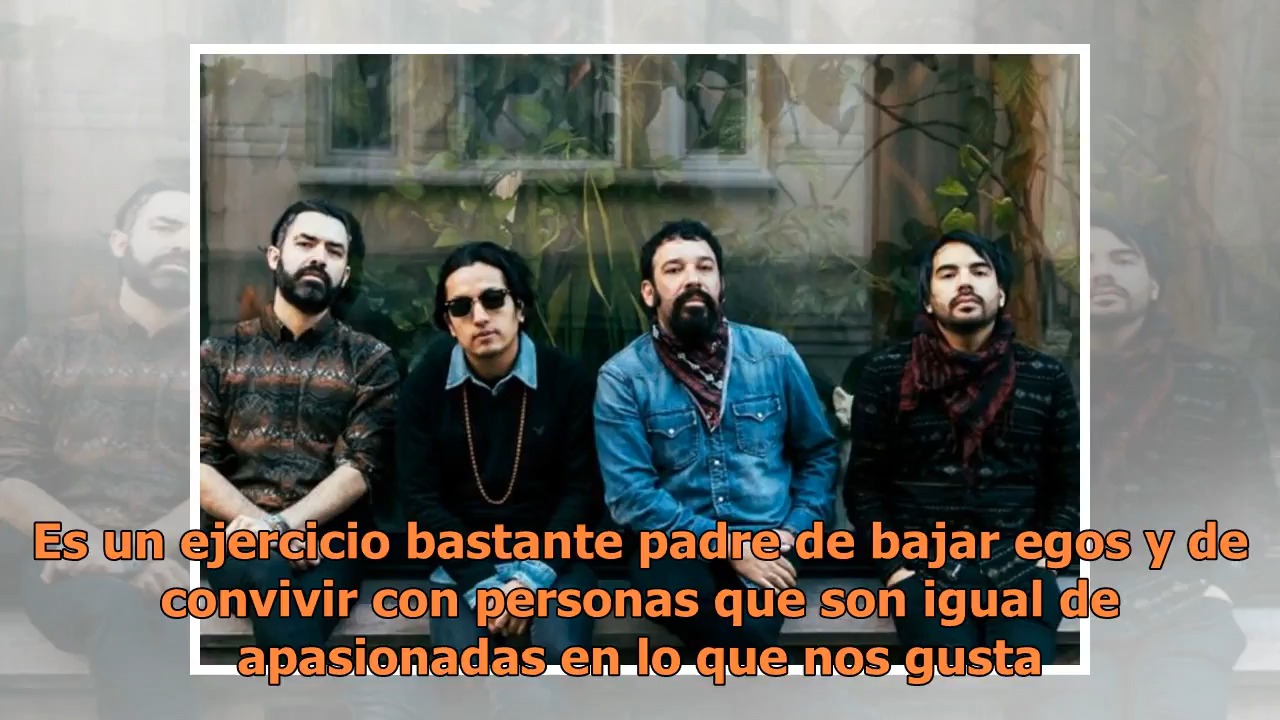 Es un ejercicio bastante padre de bajar egos y de
convivir con personas que son igual de
apasionadas en lo que nos gusta